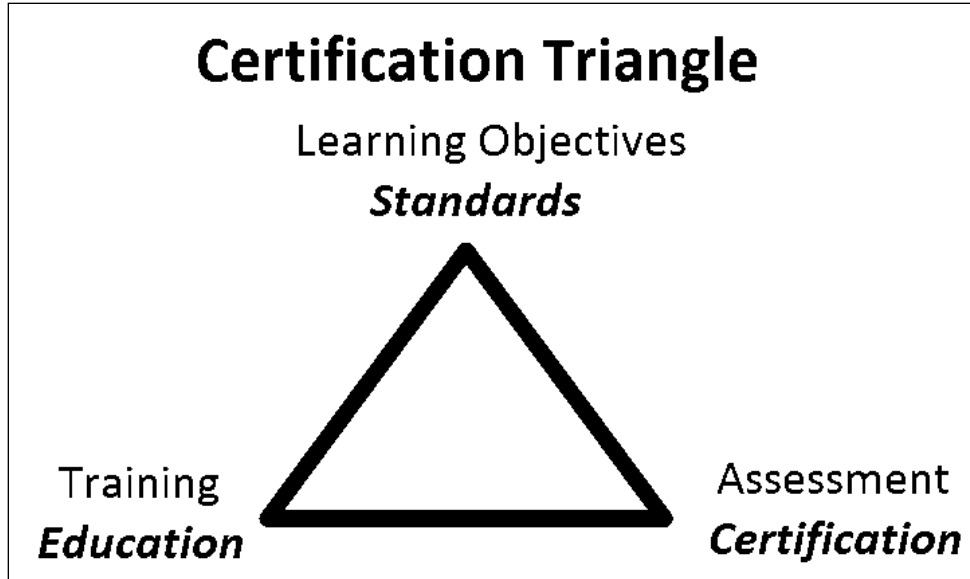 Certification Triangle
Learning Objectives
Standards
Training
Education
Assessment
Certification